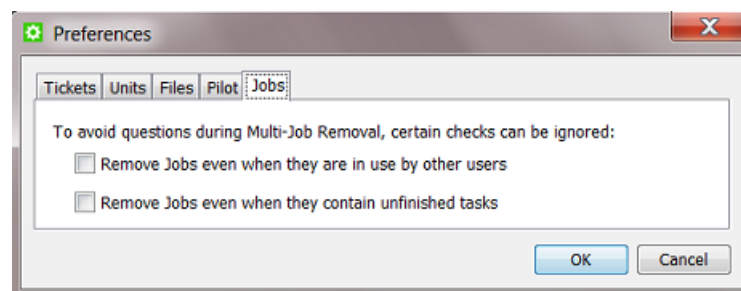 Preferences
Tickets Units Files Pilot Jobs
To avoid questions during Multi-Job Removal, certain checks can be ignored:
Remove Jobs even when they are in use by other users
Remove Jobs even when they contain unfinished tasks
OK Cancel